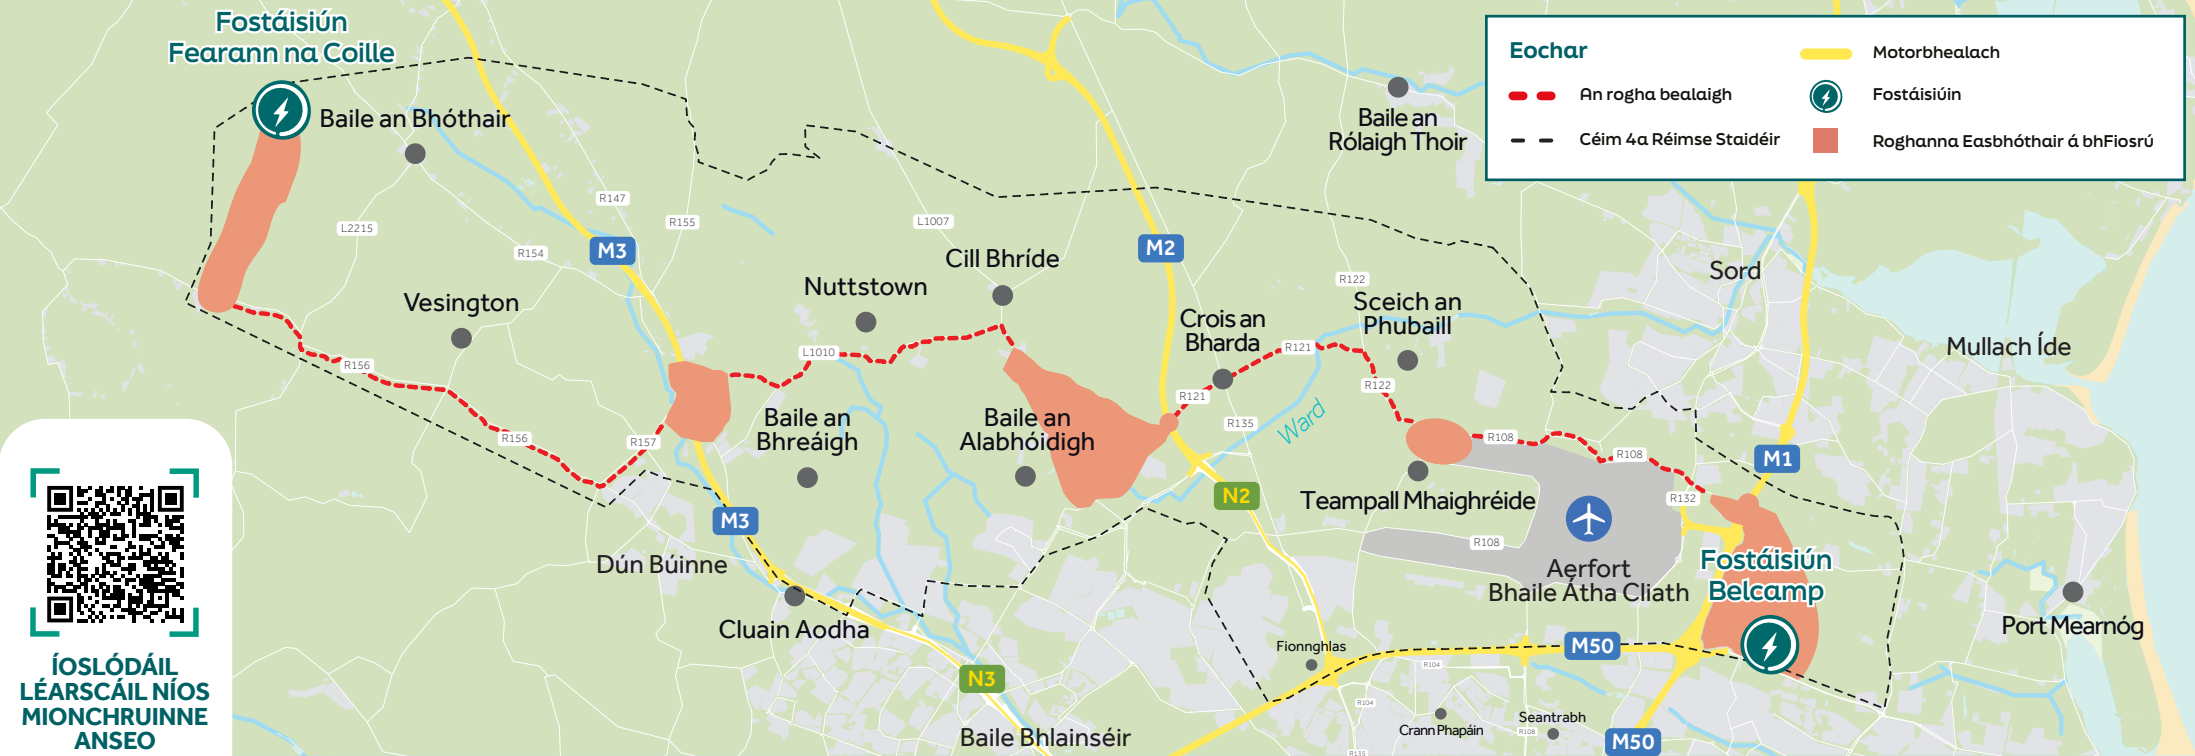 Fostáisiún
Fearann na Coille
Baile an Bhóthair
Eochar
An rogha bealaigh
Céim 4a Réimse Staidéir
Motorbhealach
Fostáisiúin
Roghanna Easbhóthair á bhFiosrú
Baile an
Rólaigh Thoir
R147
L2215
R155
L1007
R154
M3
M2
Cill Bhríde
Sord
R122
Nuttstown
Vesington
Sceich an
Phubaill
Crois an
Bharda
Mullach Íde
L1010
R121
R156
R122
R121
Baile an
Bhreáigh
Baile an
Alabhóidigh
Ward
R135
R156
R157
R108
R108
M1
Teampall Mhaighréide
N2
R132
M3
R108
Dún Búinne
Aerfort
Bhaile Átha Cliath
Fostáisiún
Belcamp
Cluain Aodha
Port Mearnóg
Fionnghlas
M50
R104
N3
R104
Crann Phapáin
Seantrabh
R108
Baile Bhlainséir
M50
R135
ÍOSLÓDÁIL
LÉARSCÁIL NÍOS
MIONCHRUINNE
ANSEO